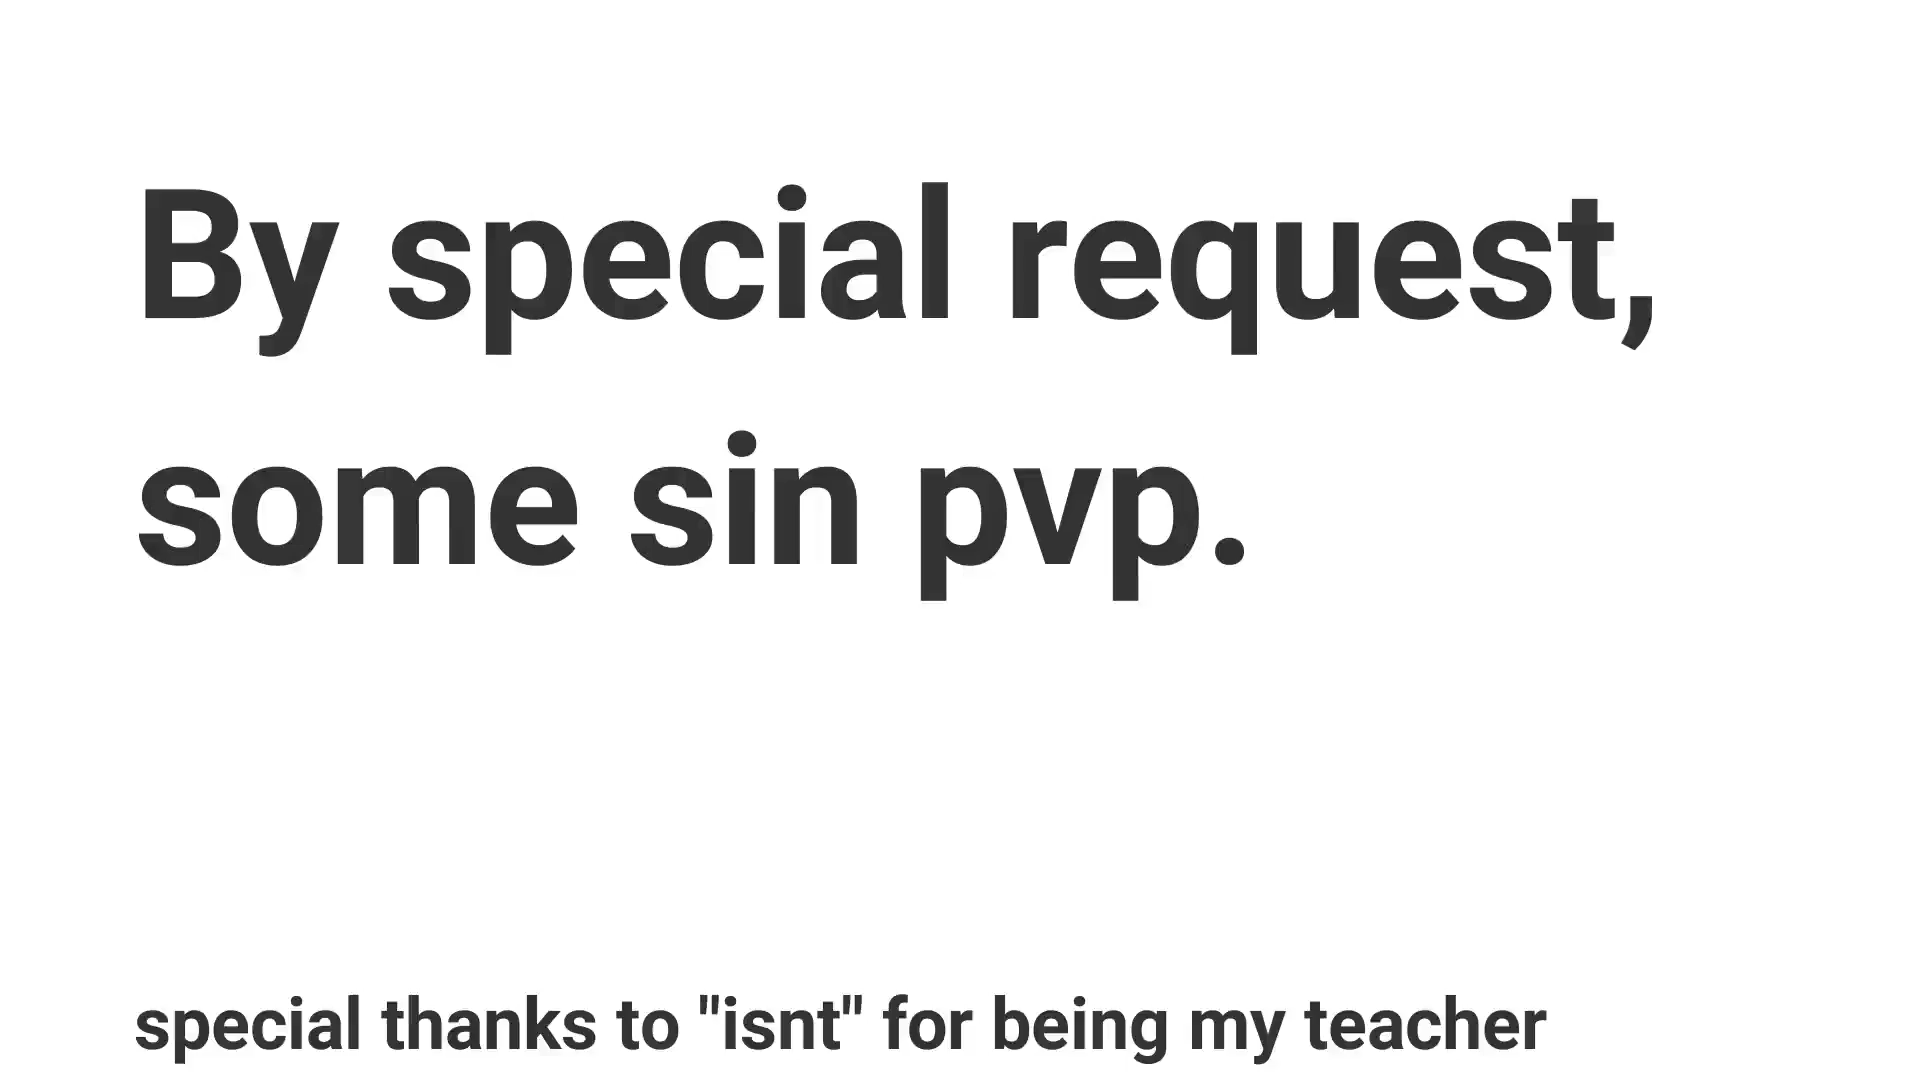 By special request,
some sin pvp.
special thanks to "isnt" for being my teacher